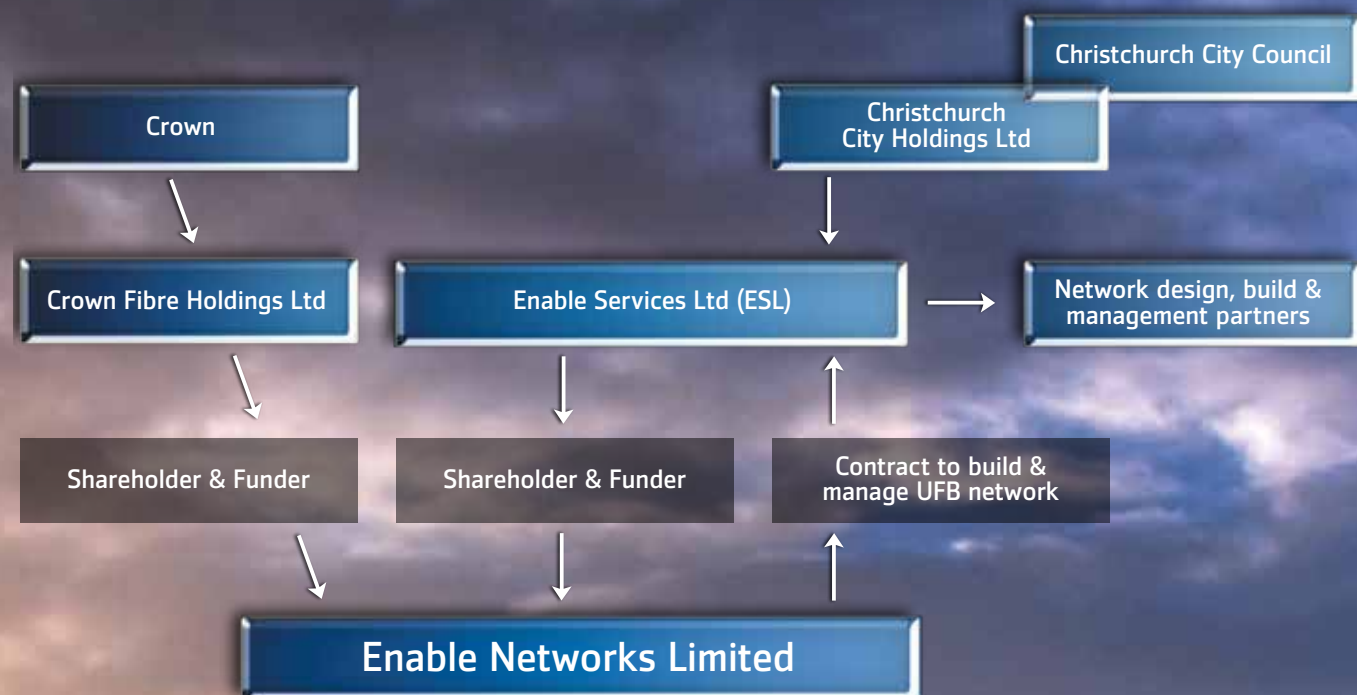 Christchurch City Council
Crown
Christchurch
City Holdings Ltd
Crown Fibre Holdings Ltd
Enable Services Ltd (ESL)
Network design, build &
management partners
Shareholder & Funder
Shareholder & Funder
Contract to build &
manage UFB network
Enable Networks Limited